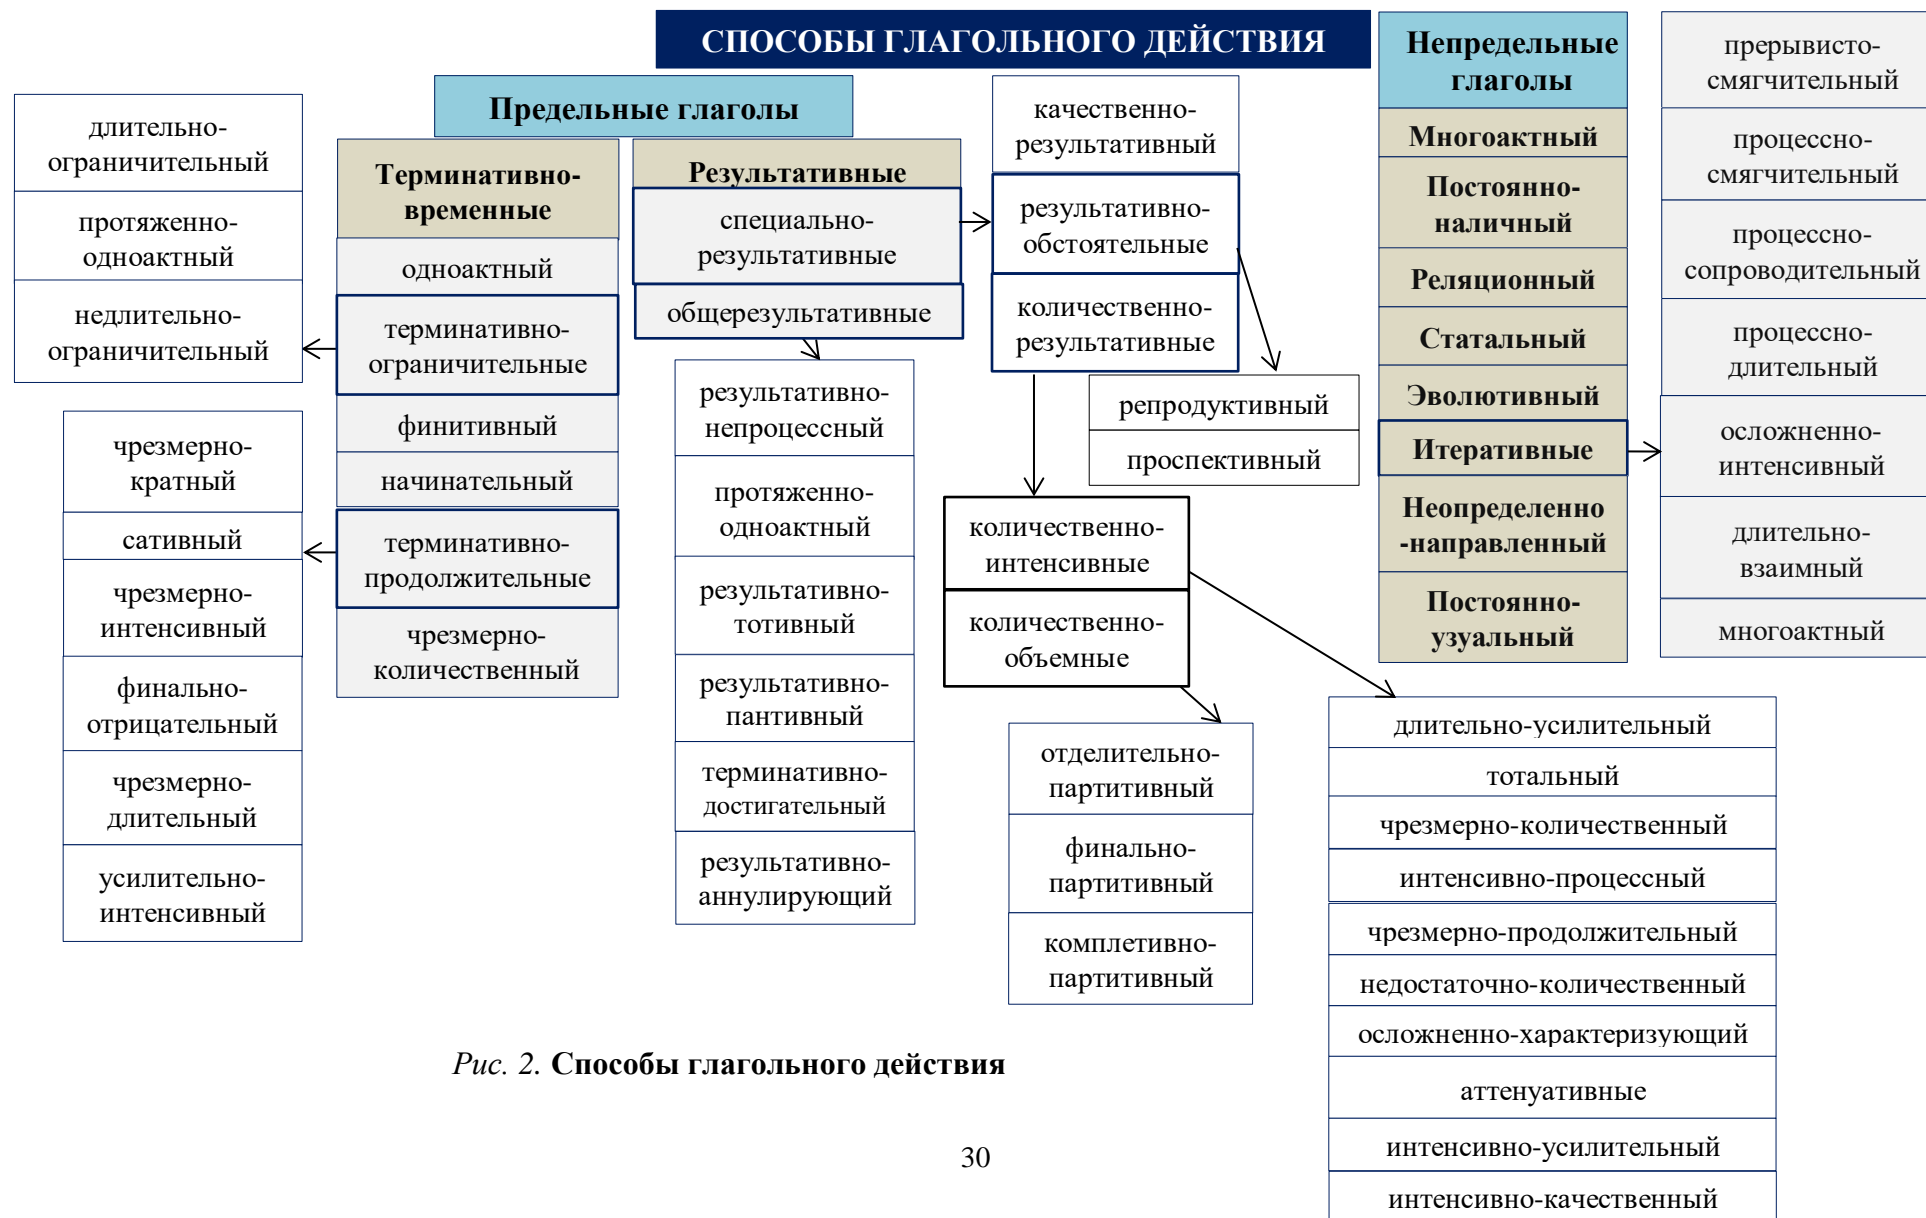 СПОСОБЫ ГЛАГОЛЬНОГО ДЕЙСТВИЯ
Предельные глаголы
длительно-
ограничительный
протяженно-
одноактный
недлительно-
ограничительный
чрезмерно-
кратный
сативный
чрезмерно-
интенсивный
финально-
отрицательный
чрезмерно-
длительный
усилительно-
интенсивный
Терминативно-
временные
одноактный
терминативно-
ограничительные
финитивный
начинательный
терминативно-
продолжительные
чрезмерно-
количественный
Результативные
специально-
результативные
общерезультативные
результативно-
непроцессный
протяженно-
одноактный
результативно-
тотивный
результативно-
пантивный
терминативно-
достигательный
результативно-
аннулирующий
качественно-
результативный
результативно-
обстоятельные
количественно-
результативные
репродуктивный
проспективный
количественно-
интенсивные
количественно-
объемные
отделительно-
партитивный
финально-
партитивный
комплетивно-
партитивный
Непредельные
глаголы
Многоактный
Постоянно-
наличный
Реляционный
Статальный
Эволютивный
Итеративные
Неопределенно
-направленный
Постоянно-
узуальный
прерывисто-
смягчительный
процессно-
смягчительный
процессно-
сопроводительный
процессно-
длительный
осложненно-
интенсивный
длительно-
взаимный
многоактный
длительно-усилительный
тотальный
чрезмерно-количественный
интенсивно-процессный
чрезмерно-продолжительный
недостаточно-количественный
осложненно-характеризующий
аттенуативные
интенсивно-усилительный
интенсивно-качественный
Рис. 2. Способы глагольного действия
30